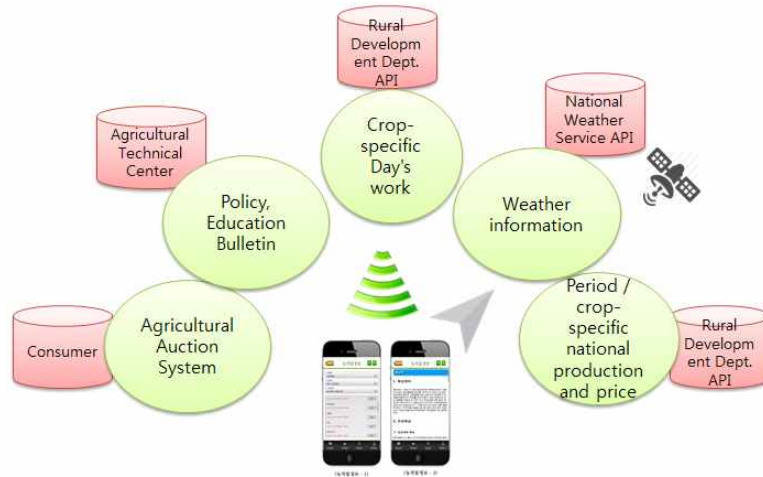 Rural
Developm
ent Dept.
API
Crop-
specific
Day's
work
National
Weather
Service API
Agricultural
Technical
Center
Policy,
Education
Bulletin
Weather
information
Consumer
Agricultural
Auction
System
Period /
crop-
specific
national
production
and price
Rural
Developm
ent Dept.
API